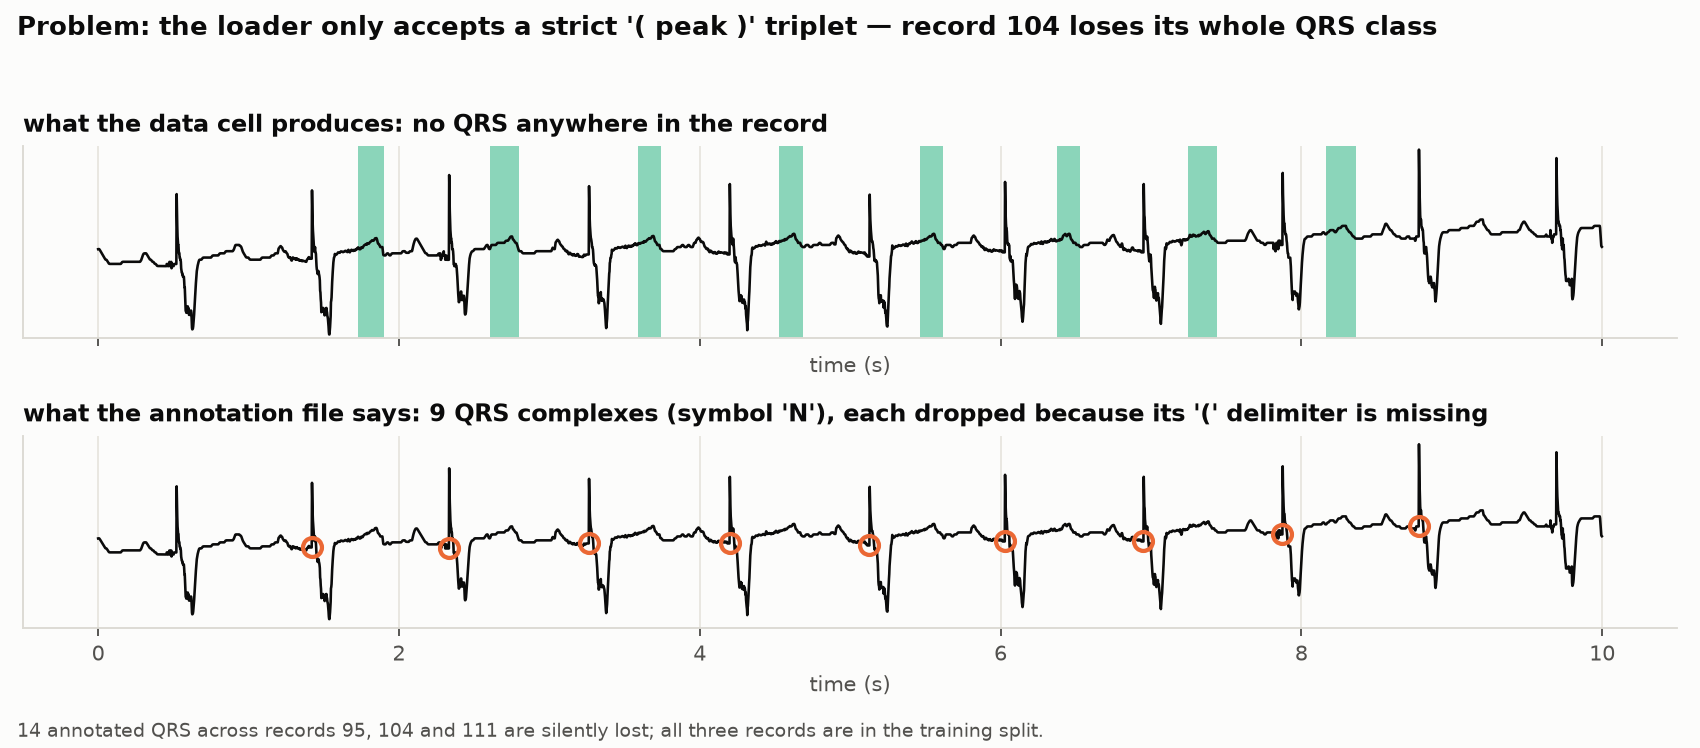 Problem: the loader only accepts a strict '( peak )' triplet — record 104 loses its whole QRS class
what the data cell produces: no QRS anywhere in the record
time (s)
what the annotation file says: 9 QRS complexes (symbol 'N'), each dropped because its '(' delimiter is missing
0 2 4 6 8 10
time (s)
14 annotated QRS across records 95, 104 and 111 are silently lost; all three records are in the training split.